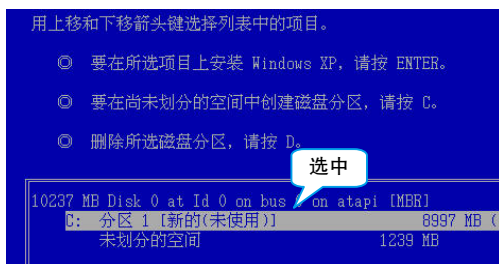 用上移和下移箭头键选择列表中的项目。
◎ 要在所选项目上安装 Windows XP,请按 ENTER。
◎ 要在尚未划分的空间中创建磁盘分区,请按 C。
◎ 删除所选磁盘分区,请按 D。
选中
10237 MB Disk 0 at Id 0 on bus on atapi [MBR]
C: 分区 1 [新的(未使用)] 8997 MB (
未划分的空间 1239 MB